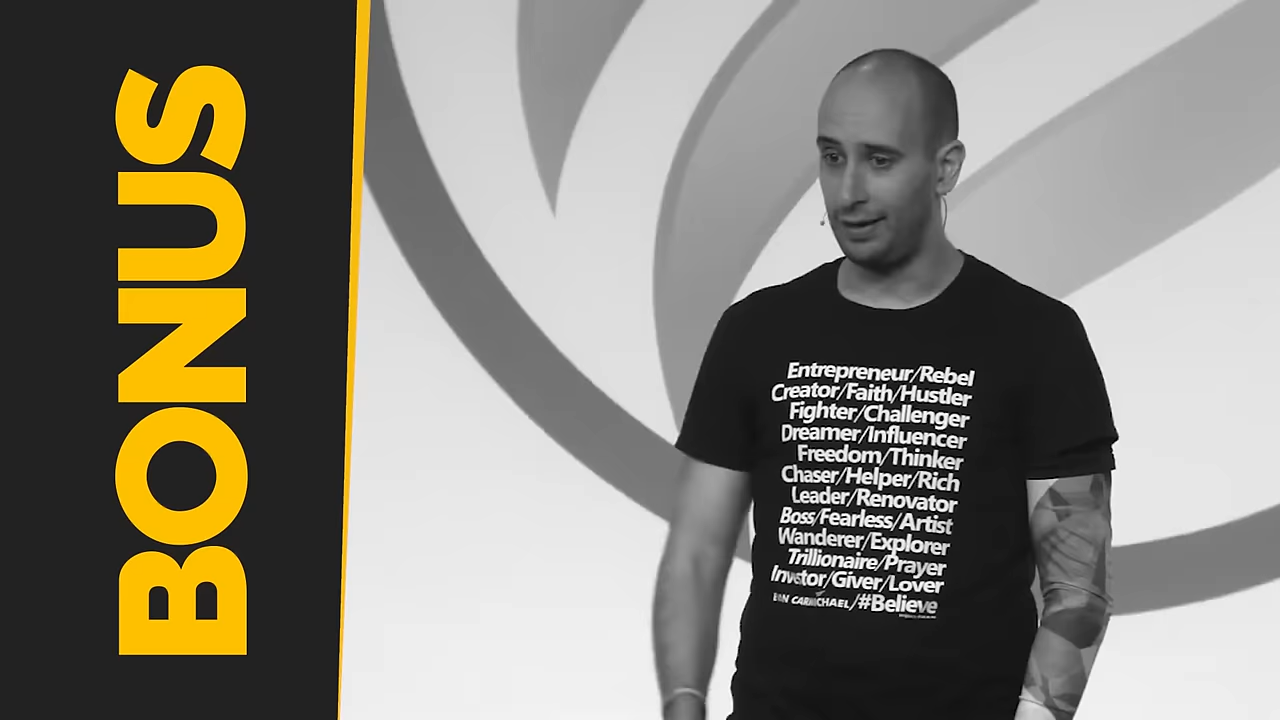 BONUS
Entrepreneur/Rebel
Creator/Faith/Hustler
Fighter/Challenger
Dreamer/Influencer
Freedom/Thinker
Chaser/Helper/Rich
Leader/Renovator
Boss/Fearless/Artist
Wanderer/Explorer
Trillionaire/Prayer
Investor/Giver/Lover
CARMICHAEL/#Believe